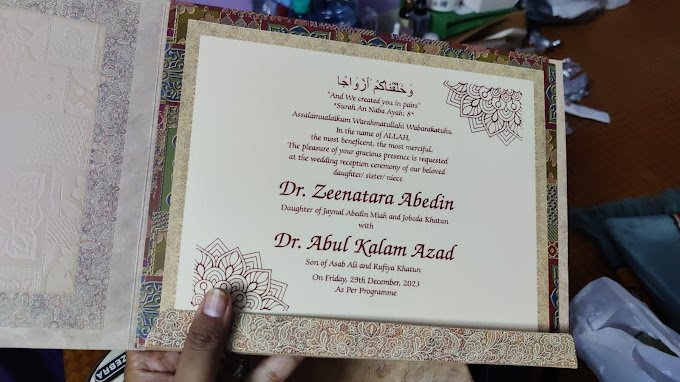 وَخَلَقْنَاكُمْ أَزْوَاجًا
"And We created you in pairs"
"Surah An Naba Ayah: 8"
Assalamualaikum Warahmatullahi Wabarakatuhu
In the name of ALLAH,
the most beneficent, the most merciful.
The pleasure of your gracious presence is requested
at the wedding reception ceremony of our beloved
daughter/ sister/ niece
Dr. Zeenatara Abedin
Daughter of Jaynal Abedin Miah and Jobeda Khatun
with
Dr. Abul Kalam Azad
Son of Asab Ali and Rufiya Khatun
On Friday, 29th December, 2023
As Per Programme
ZEBRA